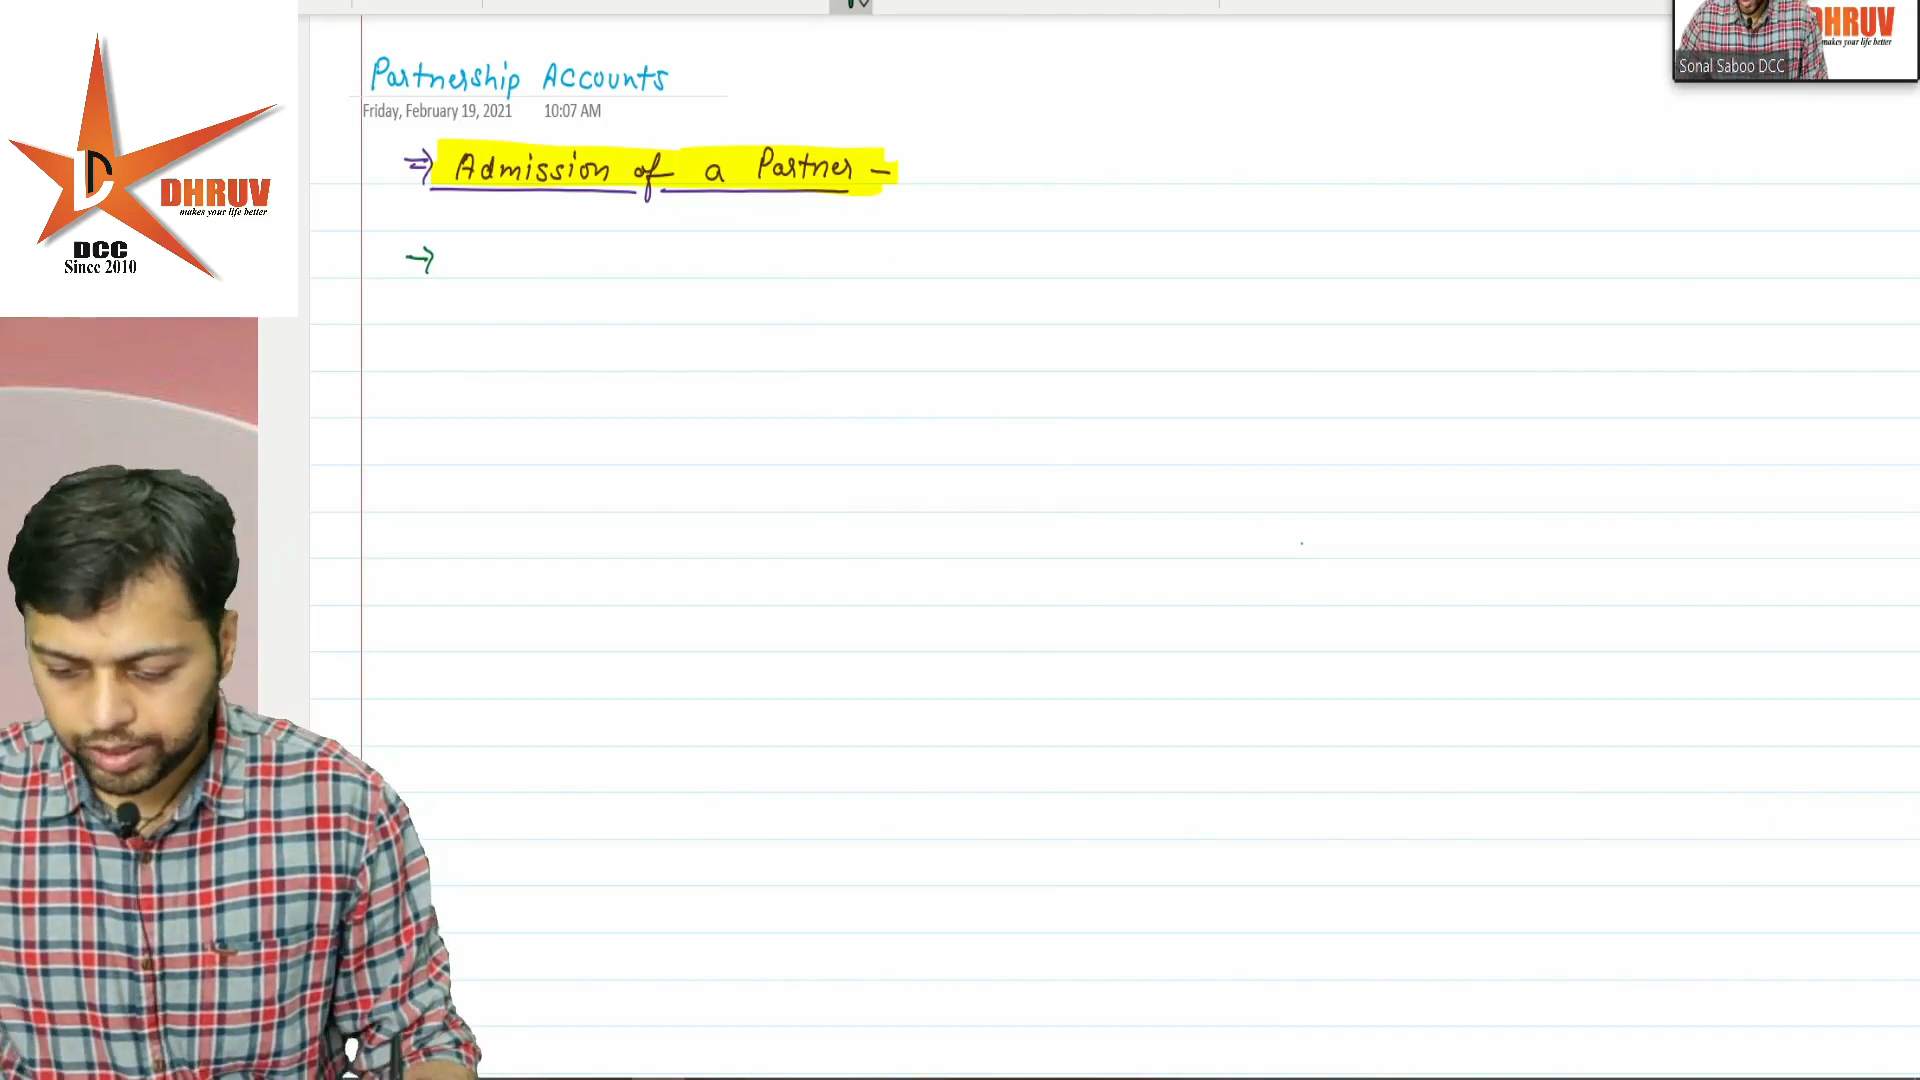 Partnership Accounts
Friday, February 19, 2021 10:07 AM
⇒ Admission of a Partner –
→
DHRUV
makes your life better
DCC
Since 2010
DHRUV
makes your life better
Sonal Saboo DCC